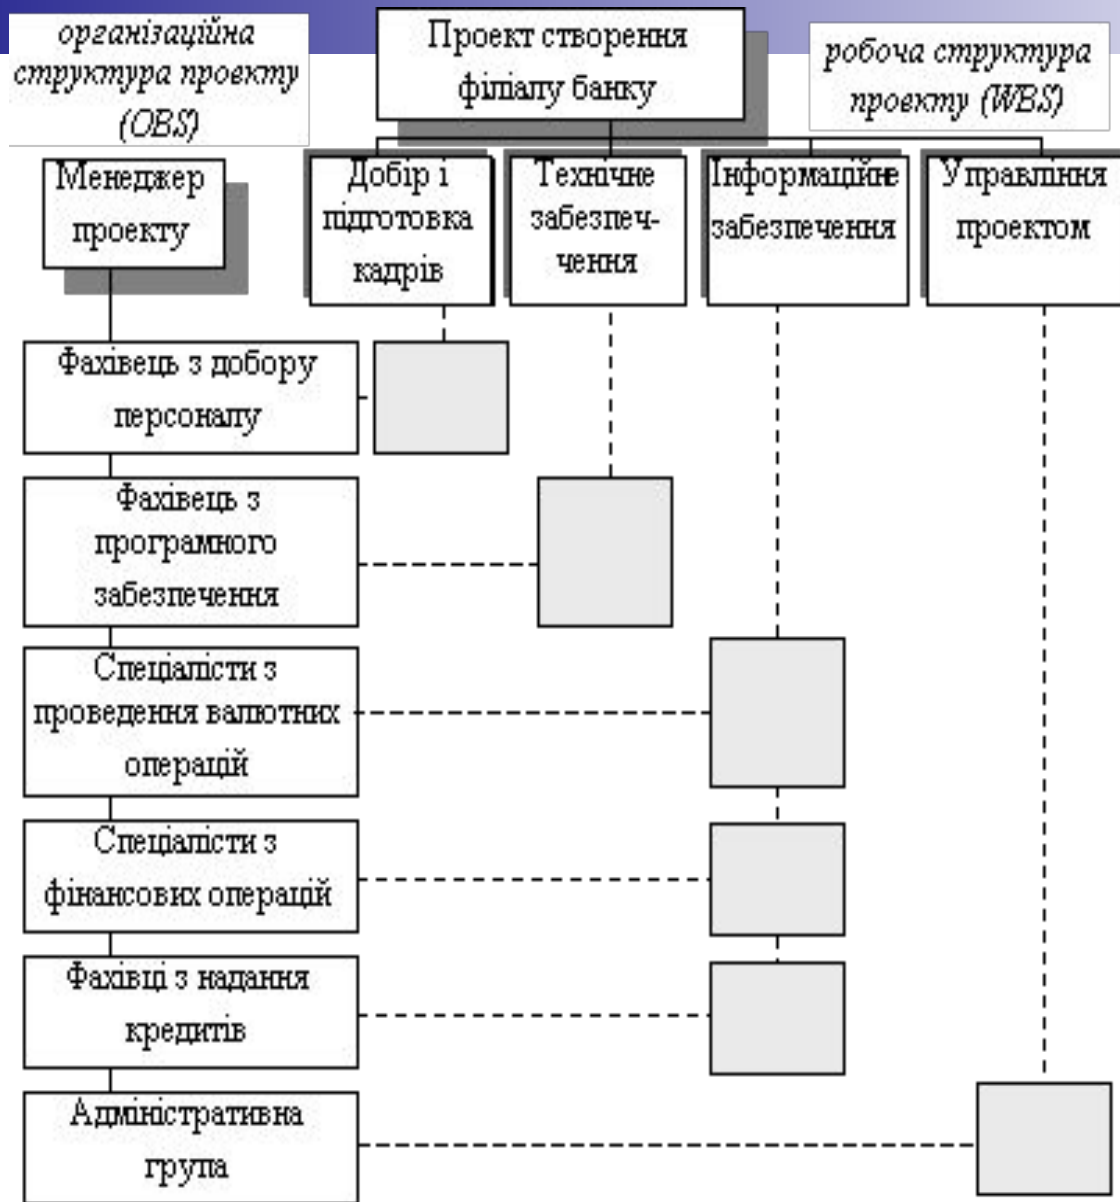 організаційна
структура проекту
(OBS)
Проект створення
філіалу банку
робоча структура
проекту (WBS)
Менеджер
проекту
Добір і
підготовка
кадрів
Технічне
забезпеч-
чення
Інформаційне
забезпечення
Управління
проектом
Фахівець з добору
персоналу
Фахівець з
програмного
забезпечення
Спеціалісти з
проведення валютних
операцій
Спеціалісти з
фінансових операцій
Фахівці з надання
кредитів
Адміністративна
група